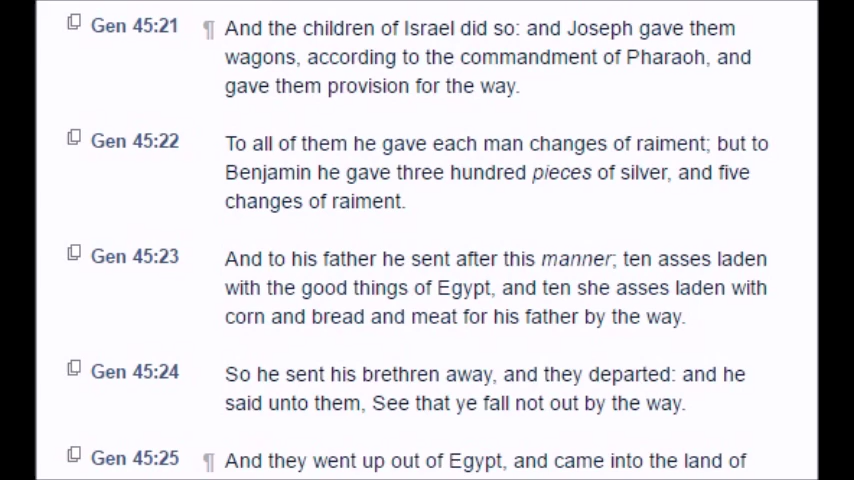 Gen 45:21 ¶ And the children of Israel did so: and Joseph gave them
wagons, according to the commandment of Pharaoh, and
gave them provision for the way.
Gen 45:22 To all of them he gave each man changes of raiment; but to
Benjamin he gave three hundred pieces of silver, and five
changes of raiment.
Gen 45:23 And to his father he sent after this manner; ten asses laden
with the good things of Egypt, and ten she asses laden with
corn and bread and meat for his father by the way.
Gen 45:24 So he sent his brethren away, and they departed: and he
said unto them, See that ye fall not out by the way.
Gen 45:25 ¶ And they went up out of Egypt, and came into the land of